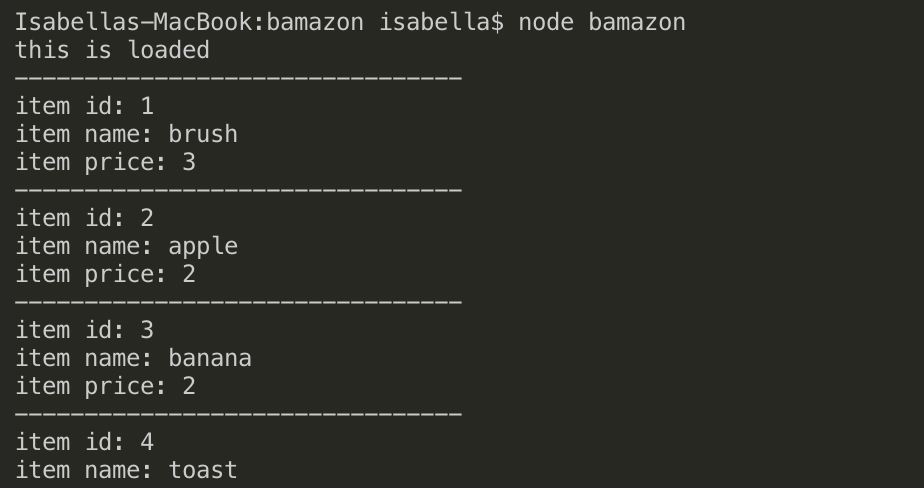 Isabellas-MacBook:bamazon isabella$ node bamazon
this is loaded
--------------------------------
item id: 1
item name: brush
item price: 3
--------------------------------
item id: 2
item name: apple
item price: 2
--------------------------------
item id: 3
item name: banana
item price: 2
--------------------------------
item id: 4
item name: toast